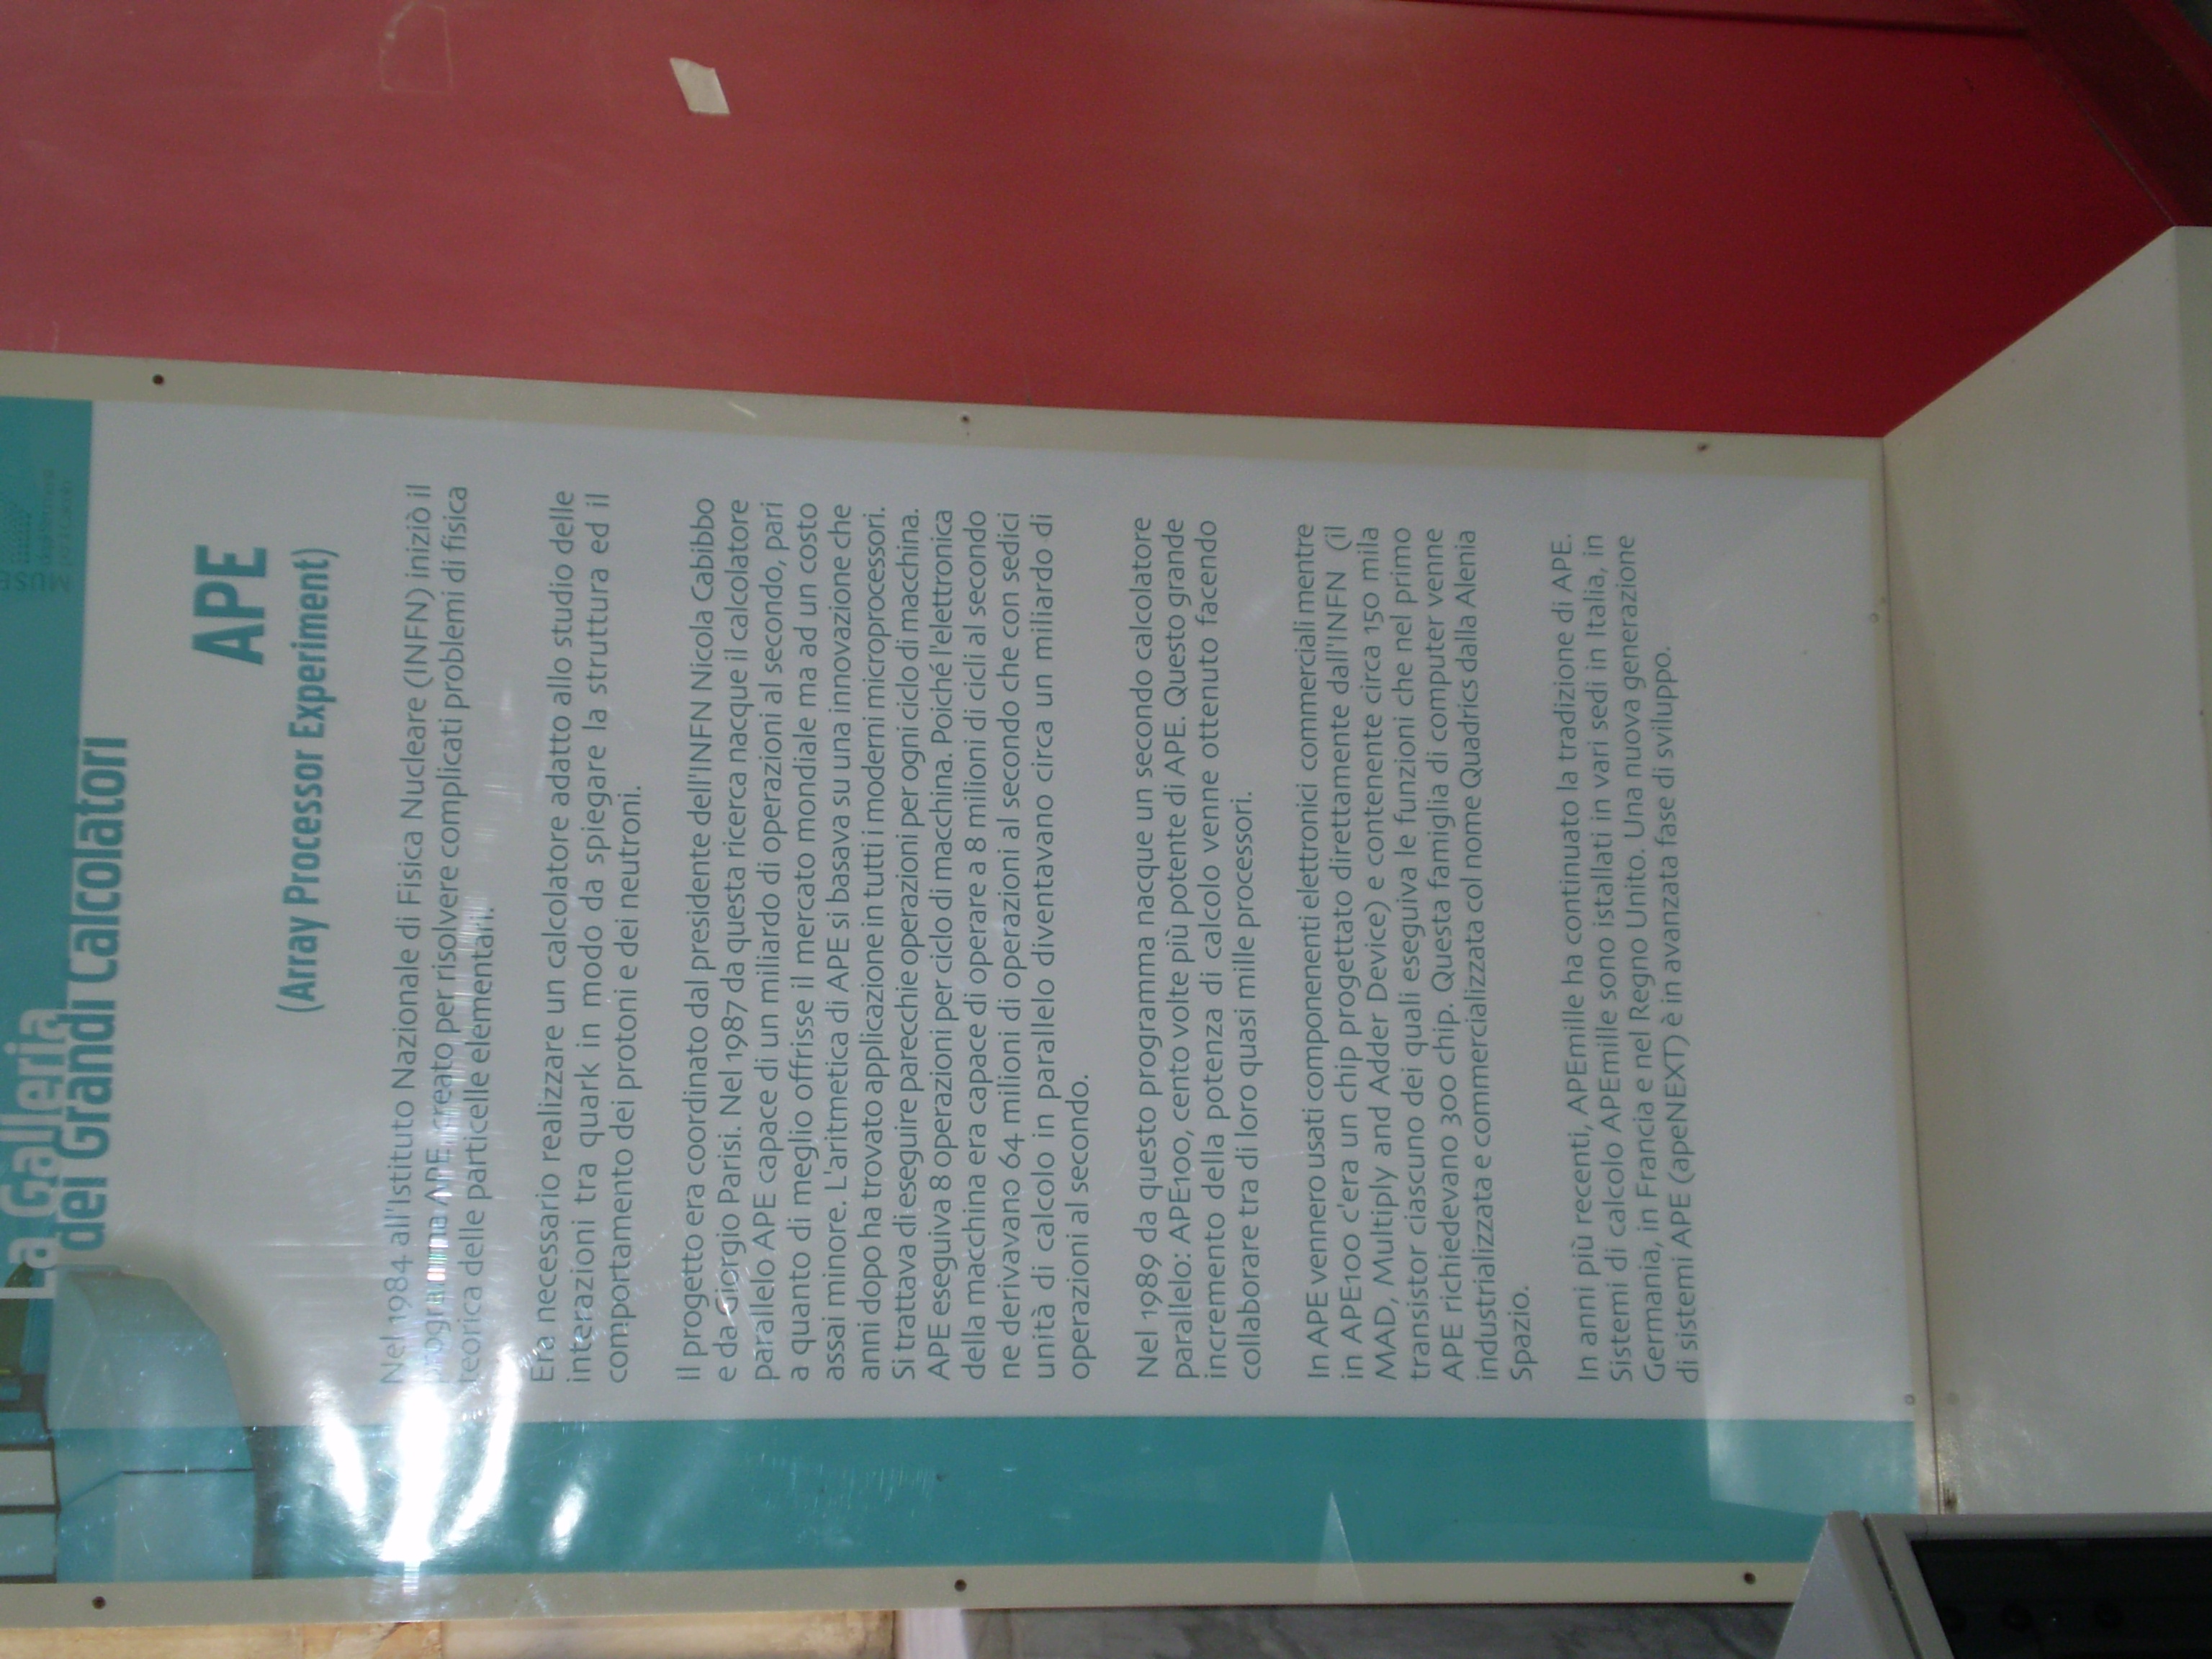 La Galleria
dei Grandi Calcolatori
APE
(Array Processor Experiment)
Nel 1984 all'Istituto Nazionale di Fisica Nucleare (INFN) iniziò il
programma APE creato per risolvere complicati problemi di fisica
teorica delle particelle elementari.
Era necessario realizzare un calcolatore adatto allo studio delle
interazioni tra quark in modo da spiegare la struttura ed il
comportamento dei protoni e dei neutroni.
Il progetto era coordinato dal presidente dell'INFN Nicola Cabibbo
e da Giorgio Parisi. Nel 1987 da questa ricerca nacque il calcolatore
parallelo APE capace di un miliardo di operazioni al secondo, pari
a quanto di meglio offrisse il mercato mondiale ma ad un costo
assai minore. L'aritmetica di APE si basava su una innovazione che
anni dopo ha trovato applicazione in tutti i moderni microprocessori.
Si trattava di eseguire parecchie operazioni per ogni ciclo di macchina.
APE eseguiva 8 operazioni per ciclo di macchina. Poiché l'elettronica
della macchina era capace di operare a 8 milioni di cicli al secondo
ne derivavano 64 milioni di operazioni al secondo che con sedici
unità di calcolo in parallelo diventavano circa un miliardo di
operazioni al secondo.
Nel 1989 da questo programma nacque un secondo calcolatore
parallelo: APE100, cento volte più potente di APE. Questo grande
incremento della potenza di calcolo venne ottenuto facendo
collaborare tra di loro quasi mille processori.
In APE vennero usati componenenti elettronici commerciali mentre
in APE100 c'era un chip progettato direttamente dall'INFN (il
MAD, Multiply and Adder Device) e contenente circa 150 mila
transistor ciascuno dei quali eseguiva le funzioni che nel primo
APE richiedevano 300 chip. Questa famiglia di computer venne
industrializzata e commercializzata col nome Quadrics dalla Alenia
Spazio.
In anni più recenti, APEmille ha continuato la tradizione di APE.
Sistemi di calcolo APEmille sono istallati in vari sedi in Italia, in
Germania, in Francia e nel Regno Unito. Una nuova generazione
di sistemi APE (apeNEXT) è in avanzata fase di sviluppo.